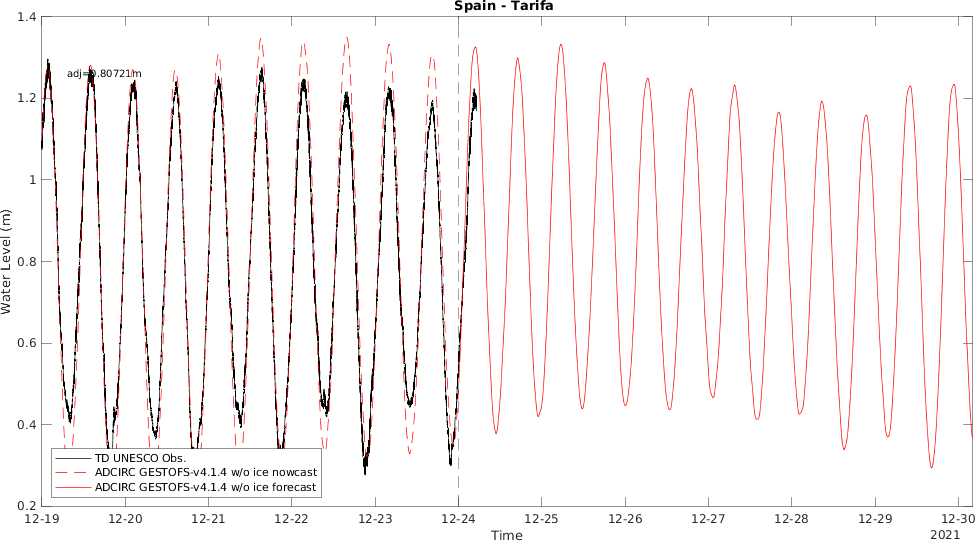 Spain - Tarifa
1.4
1.2
1
0.8
0.6
0.4
0.2
Water Level (m)
adj=0.80721m
TD UNESCO Obs.
ADCIRC GESTOFS-v4.1.4 w/o ice nowcast
ADCIRC GESTOFS-v4.1.4 w/o ice forecast
12-19 12-20 12-21 12-22 12-23 12-24 12-25 12-26 12-27 12-28 12-29 12-30
Time 2021